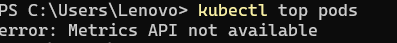 PS C:\Users\Lenovo> kubectl top pods
error: Metrics API not available